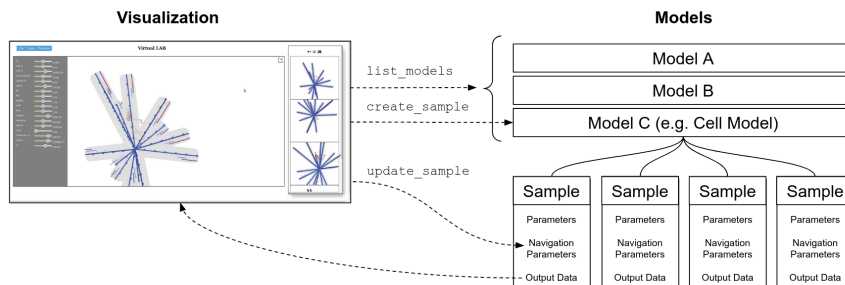 Visualization
Models
Virtual LAB
list_models
create_sample
update_sample
Model A
Model B
Model C (e.g. Cell Model)
Sample
Parameters
Navigation
Parameters
Output Data
Sample
Parameters
Navigation
Parameters
Output Data
Sample
Parameters
Navigation
Parameters
Output Data
Sample
Parameters
Navigation
Parameters
Output Data